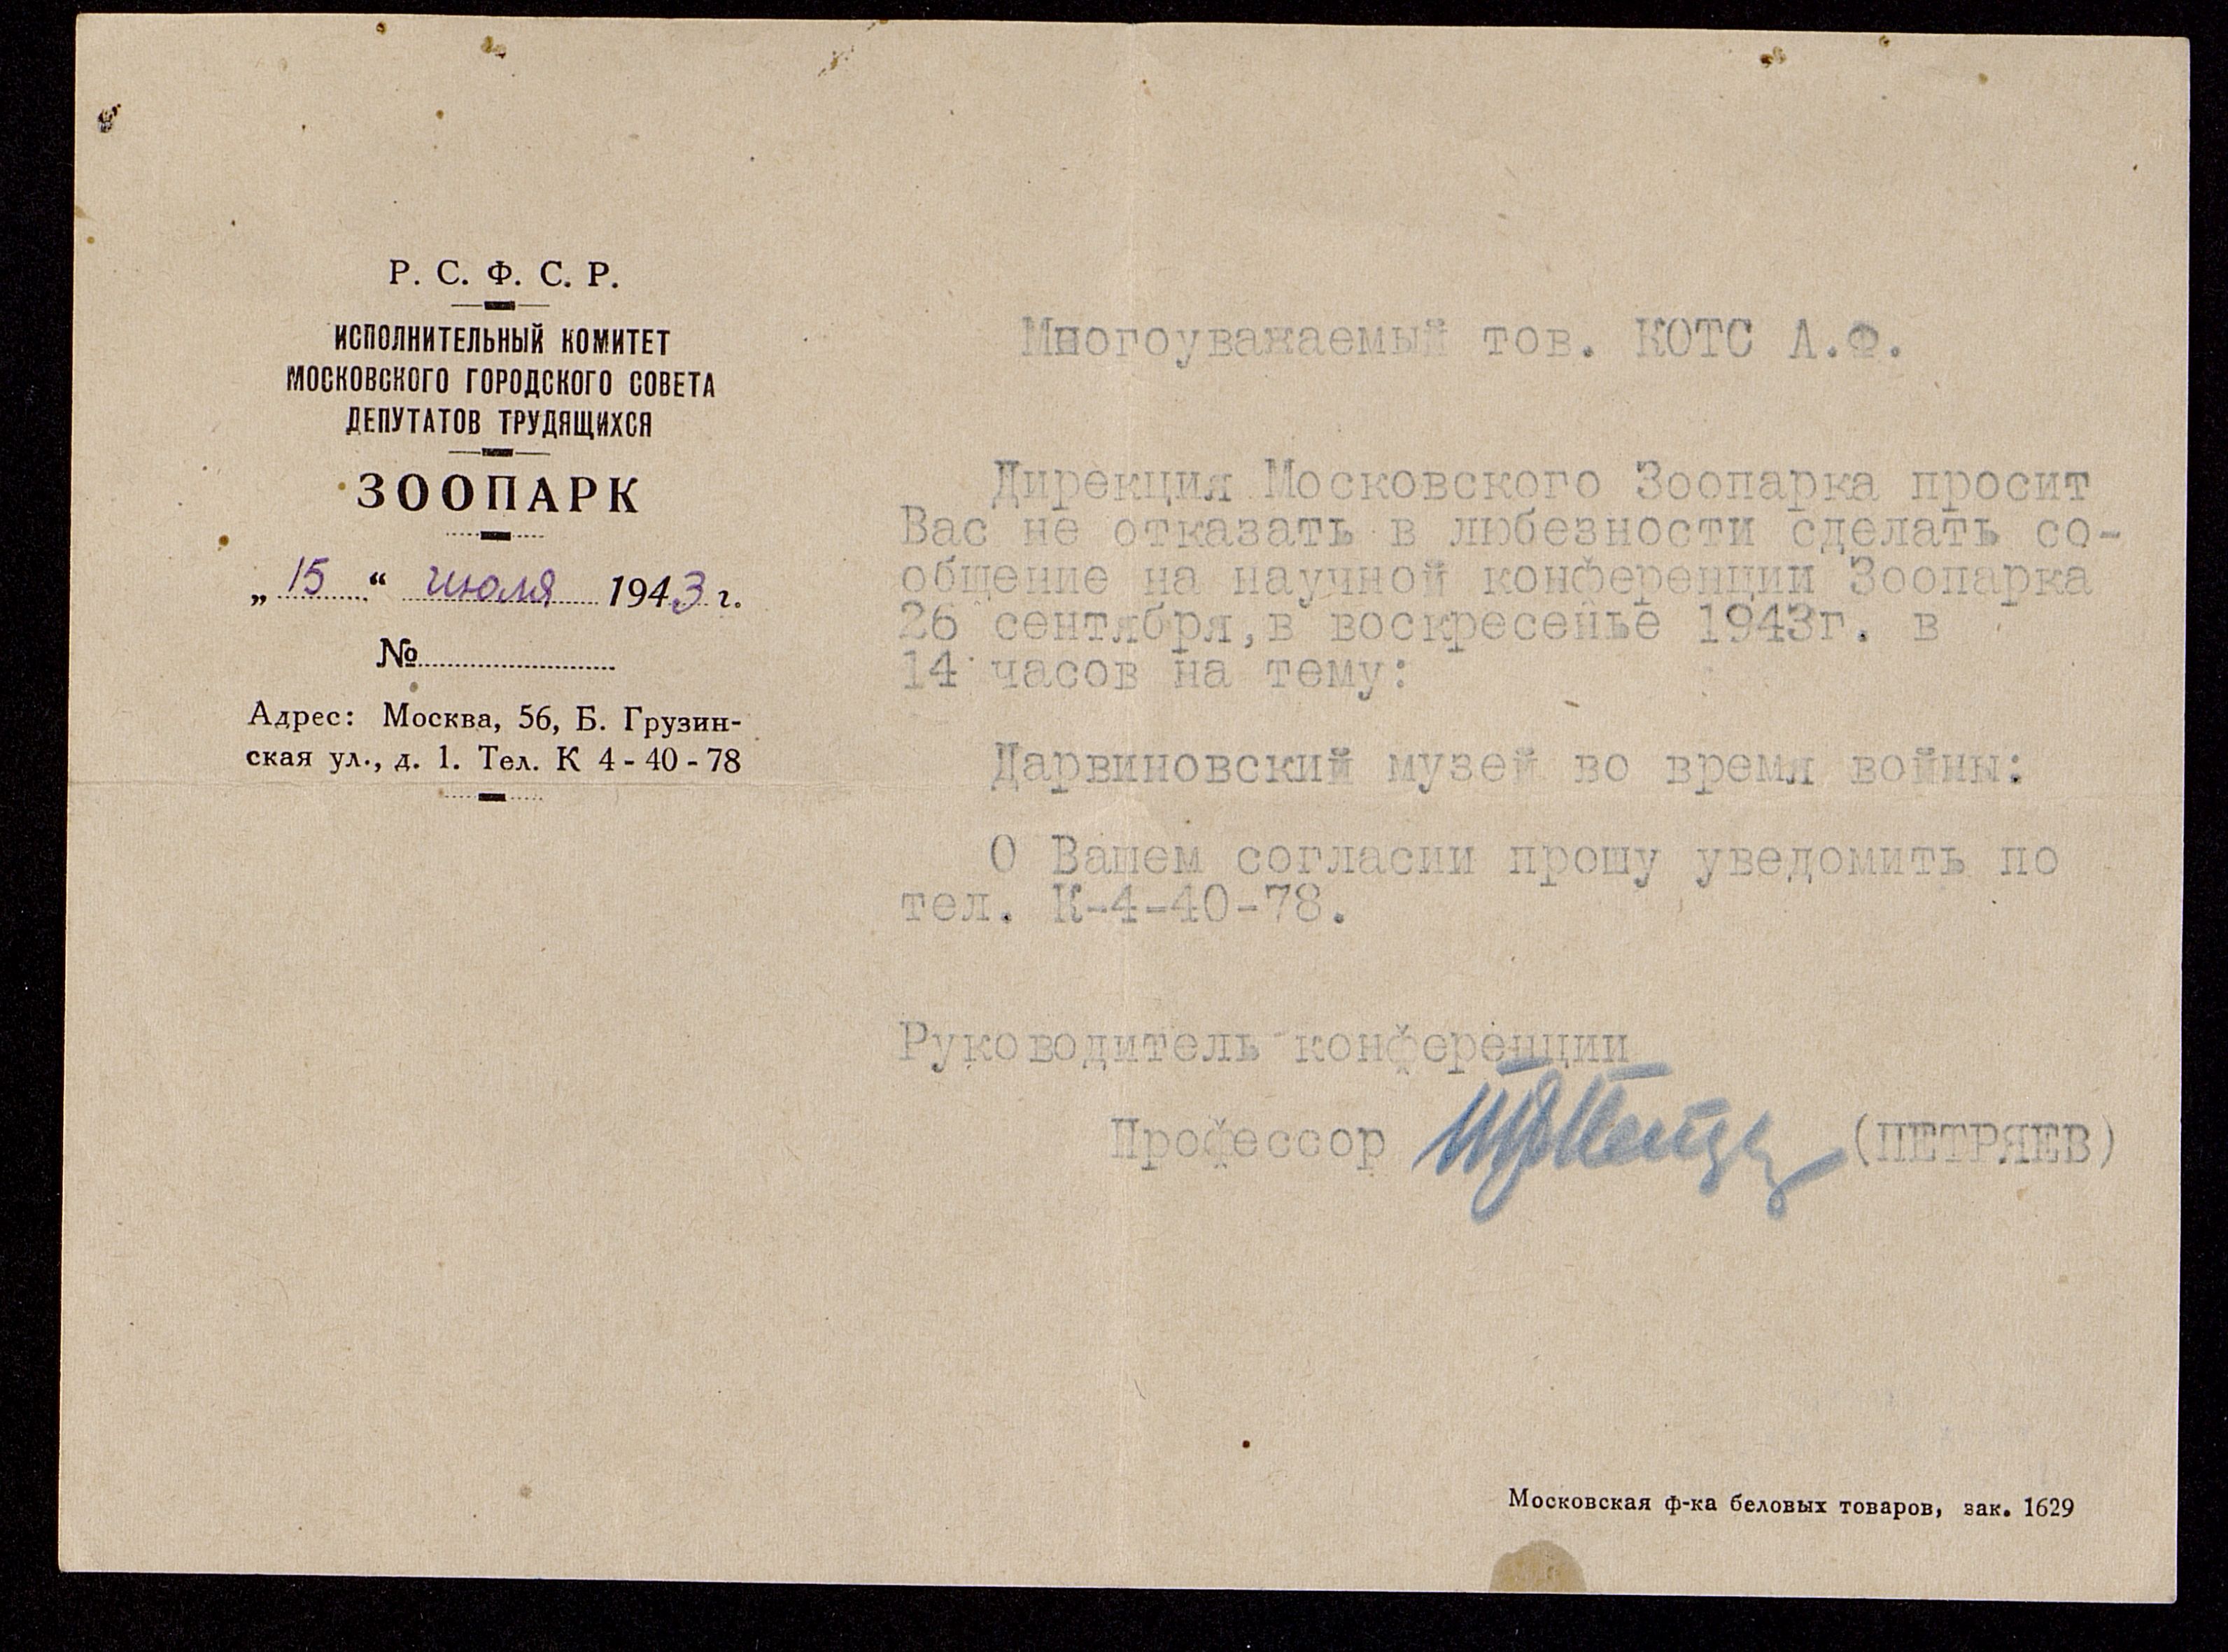 Р. С. Ф. С. Р.
ИСПОЛНИТЕЛЬНЫЙ КОМИТЕТ
МОСКОВСКОГО ГОРОДСКОГО СОВЕТА
ДЕПУТАТОВ ТРУДЯЩИХСЯ
ЗООПАРК
„15“ июля 1943 г.
№
Адрес: Москва, 56, Б. Грузин-
ская ул., д. 1. Тел. К 4-40-78
Многоуважаемый тов. КОТС А.Ф.
Дирекция Московского Зоопарка просит
Вас не отказать в любезности сделать со-
общение на научной конференции Зоопарка
26 сентября, в воскресенье 1943г. в
14 часов на тему:
Дарвиновский музей во время войны:
О Вашем согласии прошу уведомить по
тел. К-4-40-78.
Руководитель конференции
Профессор (ПЕТРЯЕВ)
Московская ф-ка беловых товаров, зак. 1629